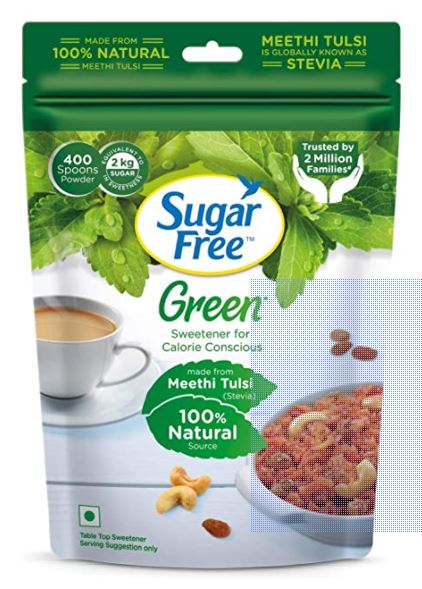 MADE FROM
100% NATURAL
MEETHI TULSI
MEETHI TULSI
IS GLOBALLY KNOWN AS
STEVIA
400
Spoons
Powder
EQUIVALENT TO
2 kg
SUGAR
IN SWEETNESS
Trusted by
2 Million
Families#
Sugar
Free™
Green™
Sweetener for
Calorie Conscious
made from
Meethi Tulsi
(Stevia)
100%
Natural
Source
Table Top Sweetener
Serving Suggestion only